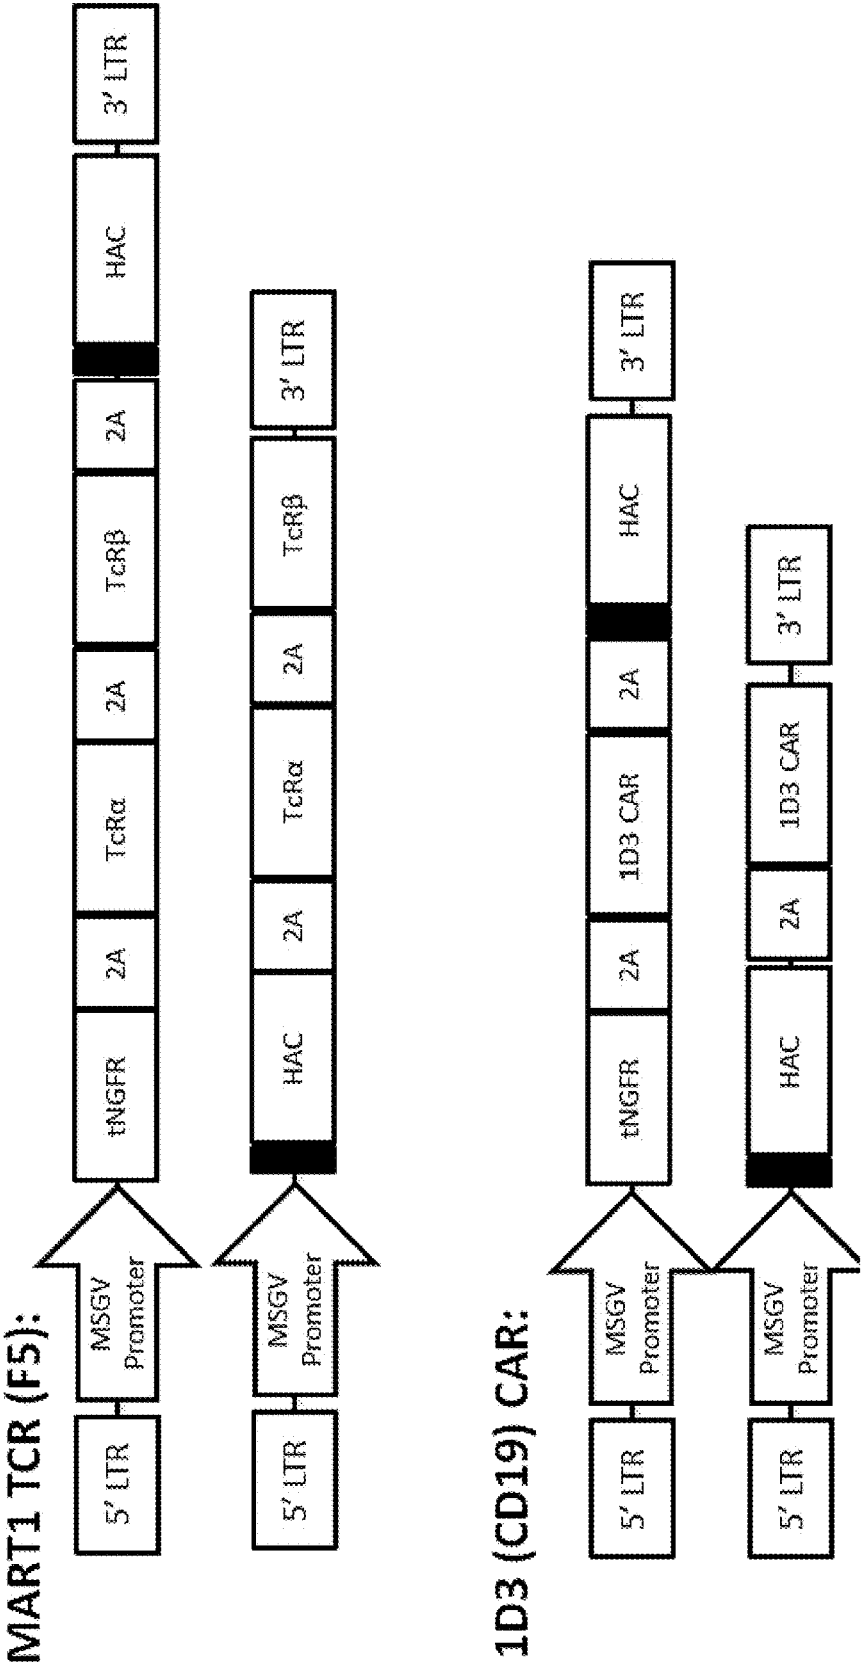 MART1 TCR (F5):
5' LTR
MSGV
Promoter
tNGFR
2A
TcRα
2A
TcRβ
2A
HAC
3' LTR
5' LTR
MSGV
Promoter
HAC
2A
TcRα
2A
TcRβ
3' LTR
1D3 (CD19) CAR:
5' LTR
MSGV
Promoter
tNGFR
2A
1D3 CAR
2A
HAC
3' LTR
5' LTR
MSGV
Promoter
HAC
2A
1D3 CAR
3' LTR